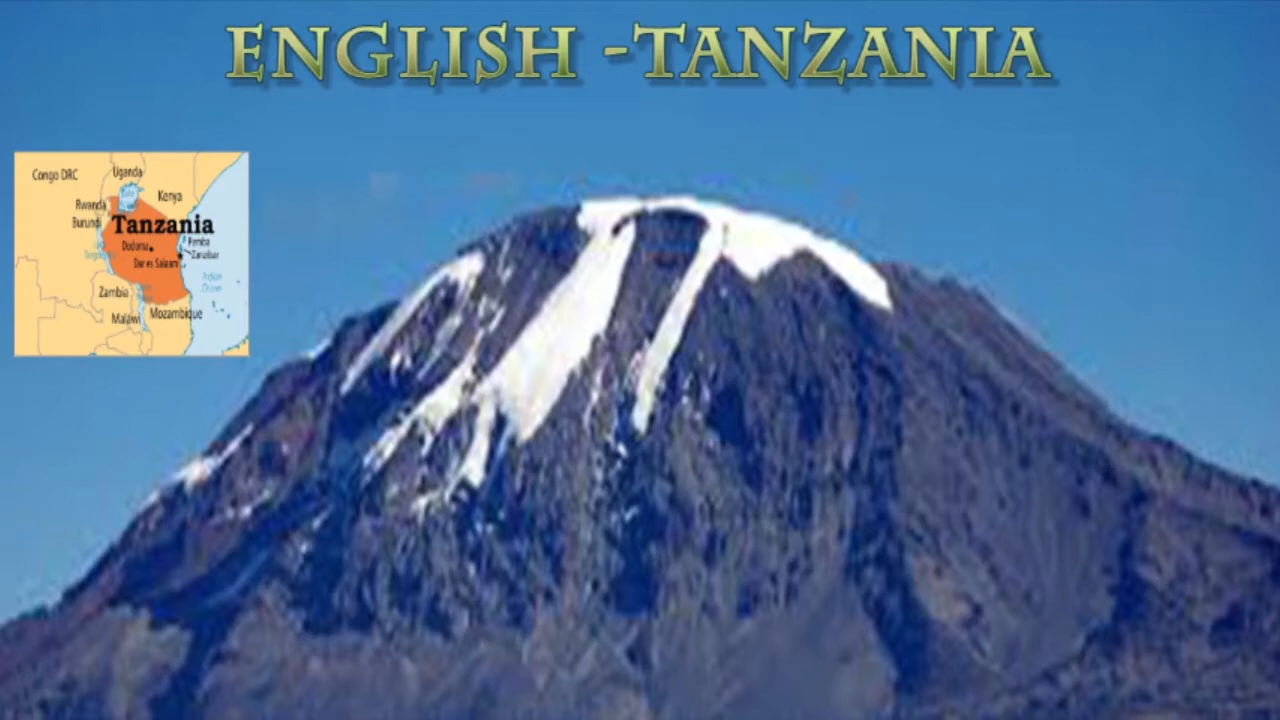 ENGLISH -TANZANIA
Congo DRC
Uganda
Kenya
Rwanda
Burundi
Tanzania
Pemba
Dodoma
Zanzibar
Dar es Salaam
Indian
Ocean
Zambia
Malawi
Mozambique